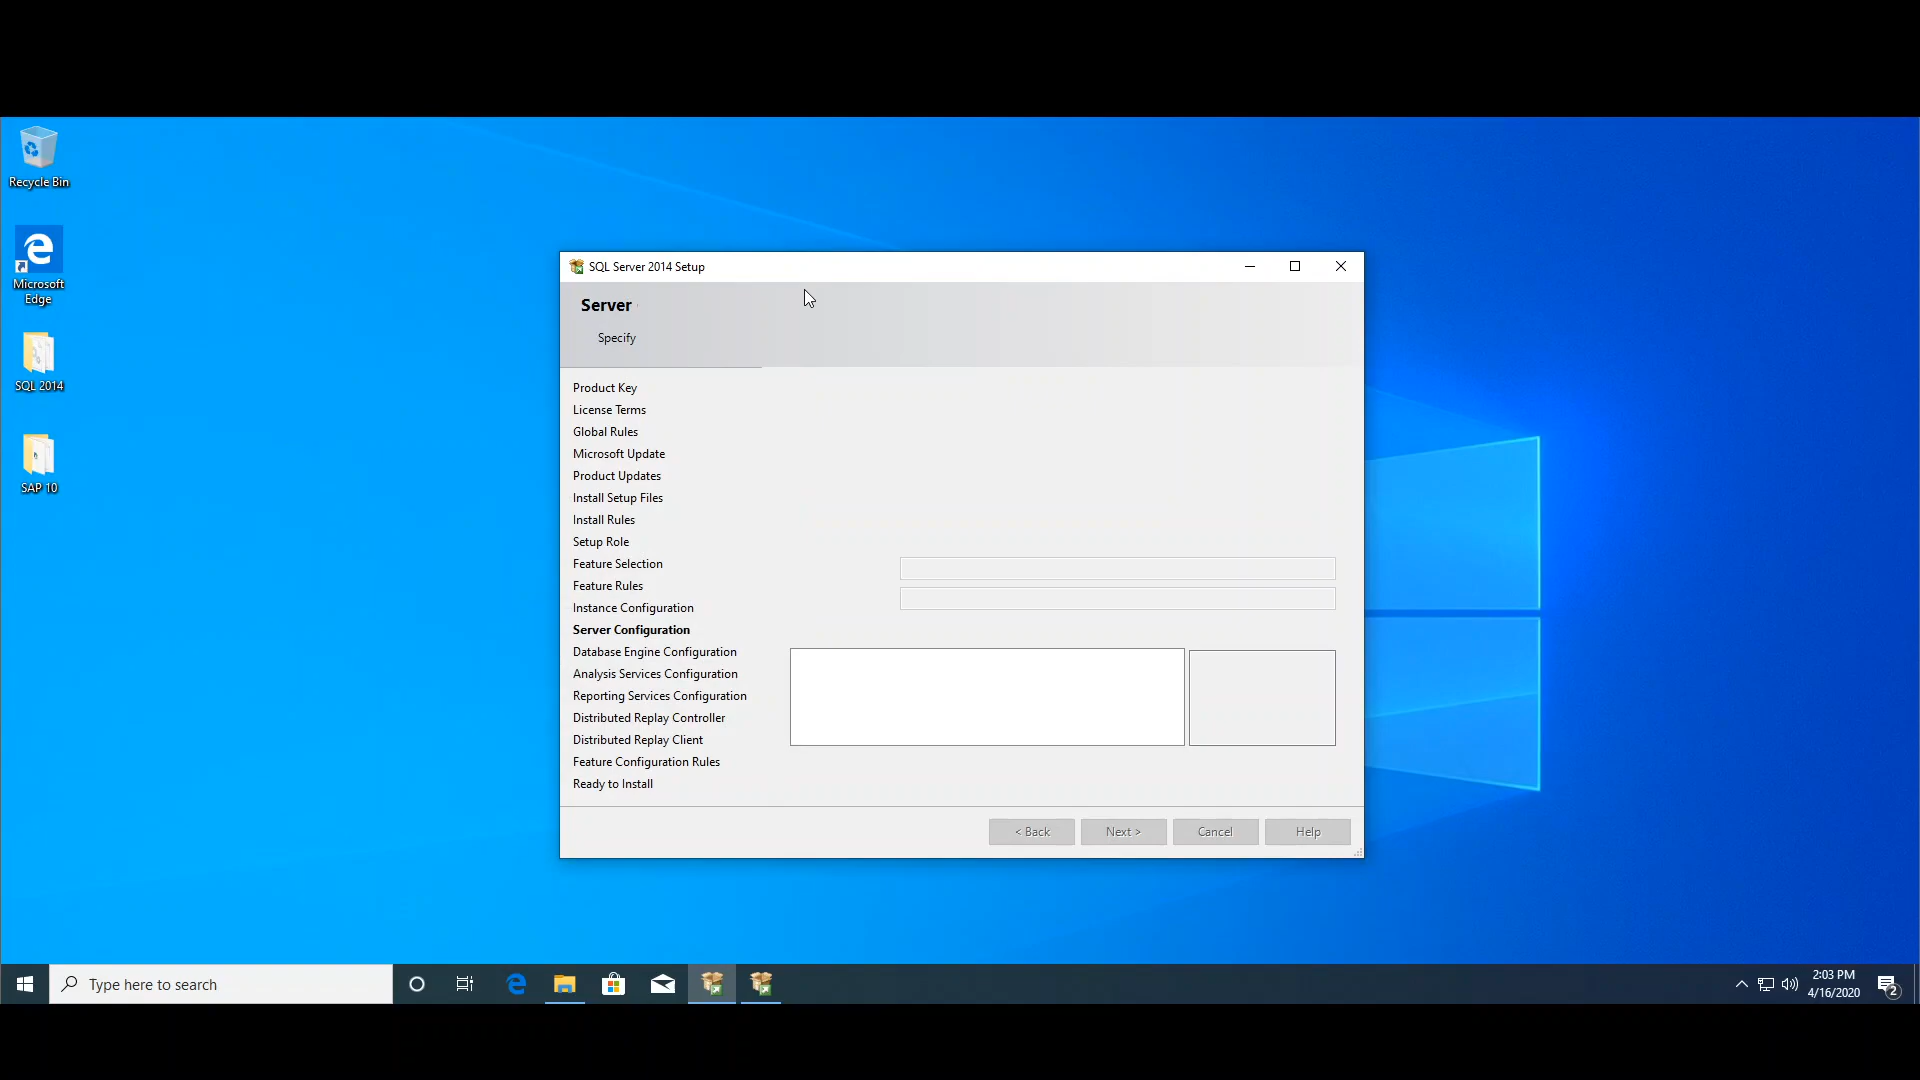 Recycle Bin
Microsoft
Edge
SQL 2014
SAP 10
SQL Server 2014 Setup
Server
Specify
Product Key
License Terms
Global Rules
Microsoft Update
Product Updates
Install Setup Files
Install Rules
Setup Role
Feature Selection
Feature Rules
Instance Configuration
Server Configuration
Database Engine Configuration
Analysis Services Configuration
Reporting Services Configuration
Distributed Replay Controller
Distributed Replay Client
Feature Configuration Rules
Ready to Install
< Back
Next >
Cancel
Help
Type here to search
2:03 PM
4/16/2020
2